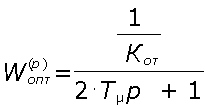 W_опт^(p) = (1 / K_от) / (2·T_μ p + 1)